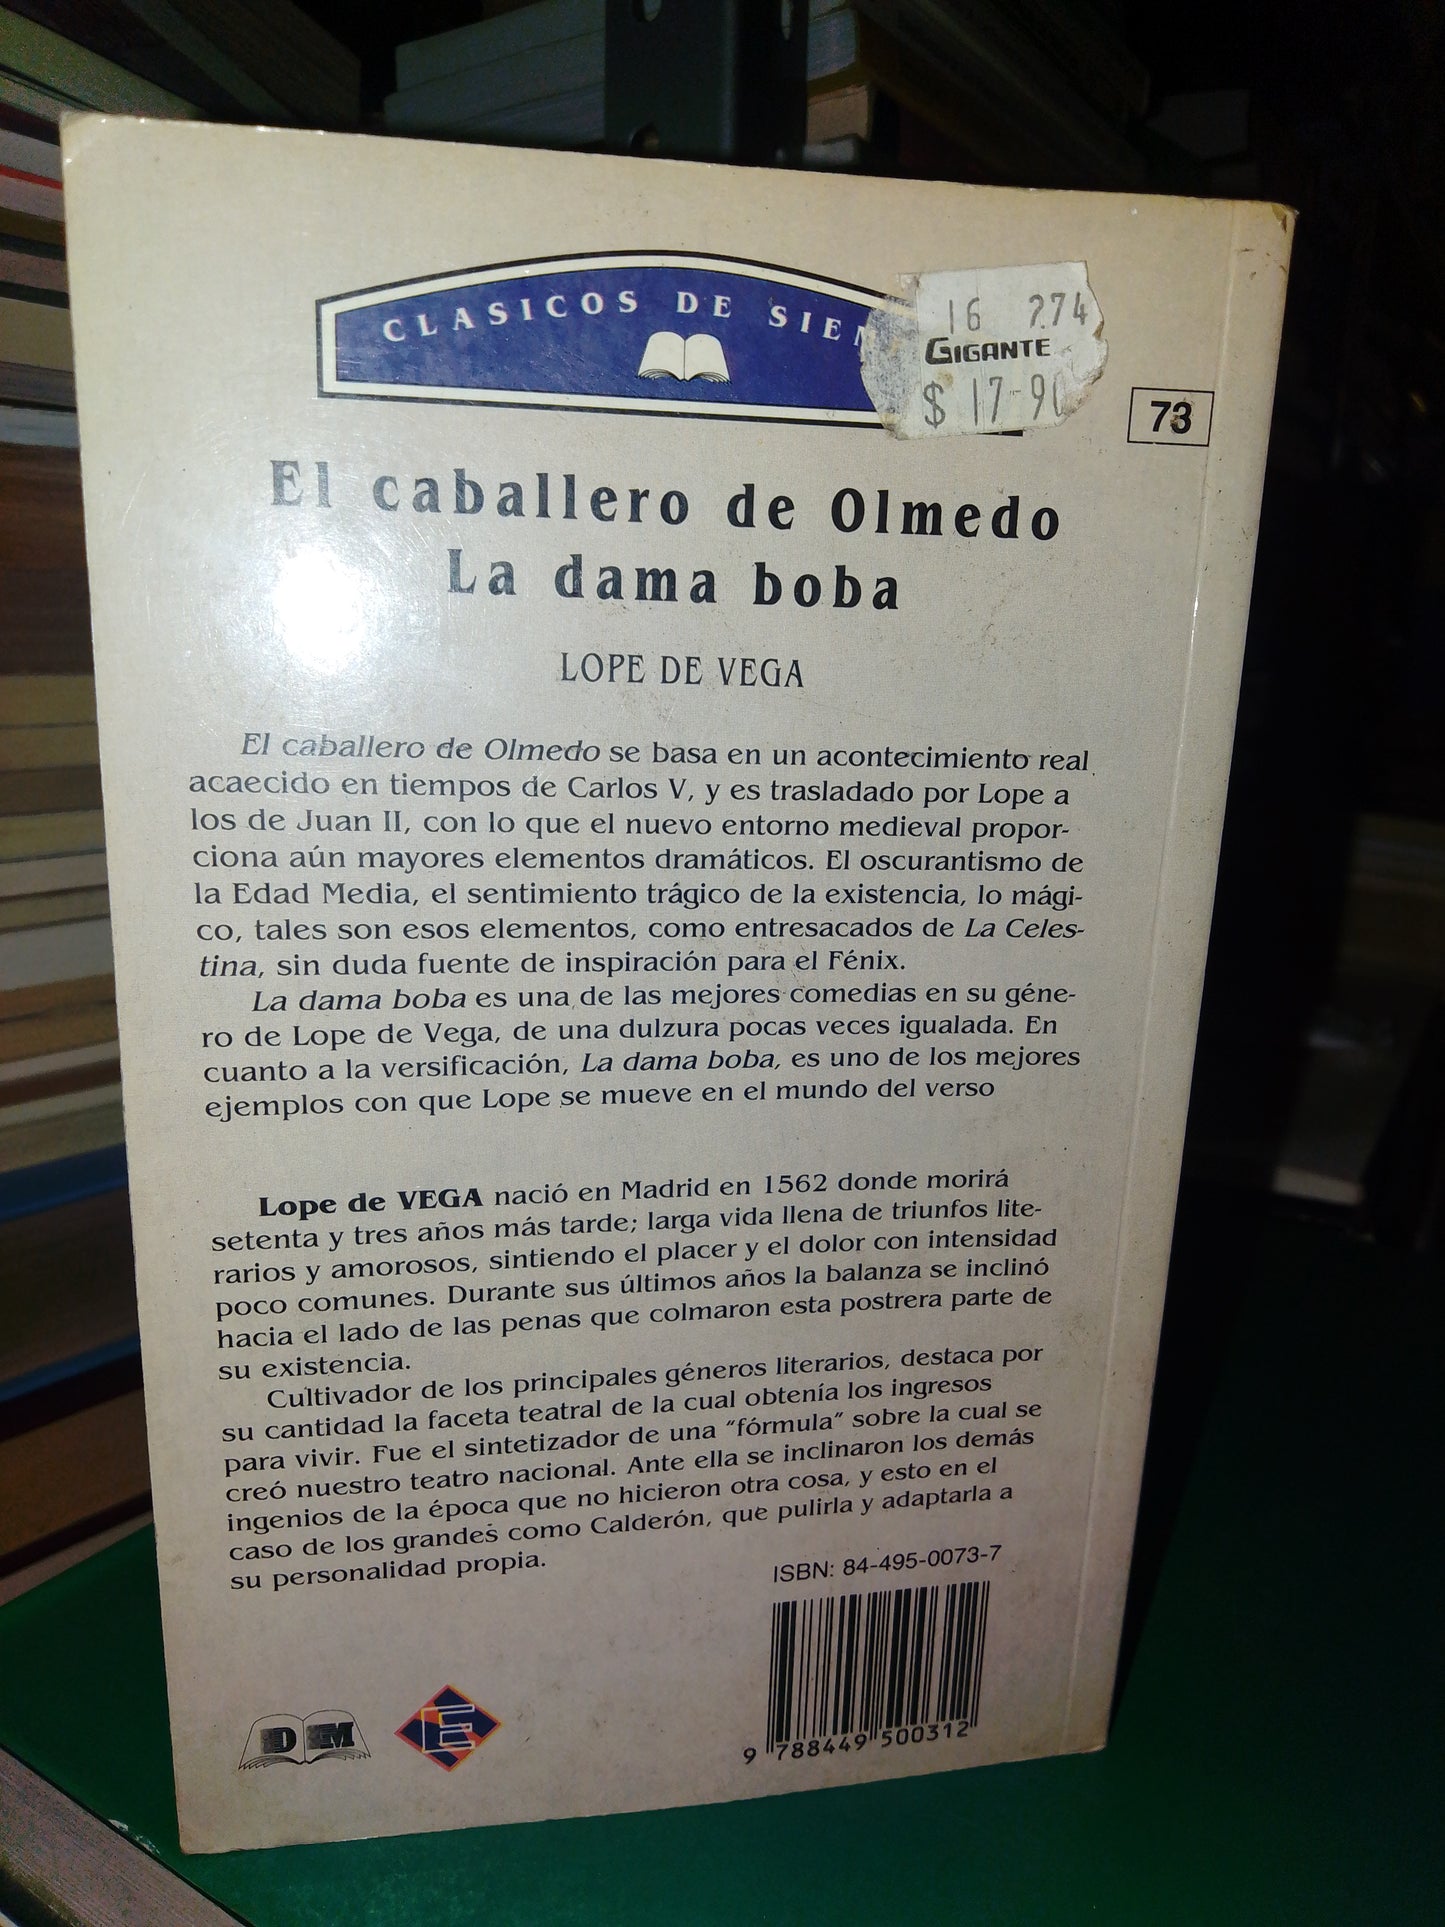 CLASICOS DE SIEM
16 774
GIGANTE
$ 17-90
73
El caballero de Olmedo
La dama boba
LOPE DE VEGA
El caballero de Olmedo se basa en un acontecimiento real
acaecido en tiempos de Carlos V, y es trasladado por Lope a
los de Juan II, con lo que el nuevo entorno medieval propor-
ciona aún mayores elementos dramáticos. El oscurantismo de
la Edad Media, el sentimiento trágico de la existencia, lo mági-
co, tales son esos elementos, como entresacados de La Celes-
tina, sin duda fuente de inspiración para el Fénix.
La dama boba es una de las mejores comedias en su géne-
ro de Lope de Vega, de una dulzura pocas veces igualada. En
cuanto a la versificación, La dama boba, es uno de los mejores
ejemplos con que Lope se mueve en el mundo del verso
Lope de VEGA nació en Madrid en 1562 donde morirá
setenta y tres años más tarde; larga vida llena de triunfos lite-
rarios y amorosos, sintiendo el placer y el dolor con intensidad
poco comunes. Durante sus últimos años la balanza se inclinó
hacia el lado de las penas que colmaron esta postrera parte de
su existencia.
Cultivador de los principales géneros literarios, destaca por
su cantidad la faceta teatral de la cual obtenía los ingresos
para vivir. Fue el sintetizador de una "fórmula" sobre la cual se
creó nuestro teatro nacional. Ante ella se inclinaron los demás
ingenios de la época que no hicieron otra cosa, y esto en el
caso de los grandes como Calderón, que pulirla y adaptarla a
su personalidad propia.
ISBN: 84-495-0073-7
DM
E
9 788449 500312